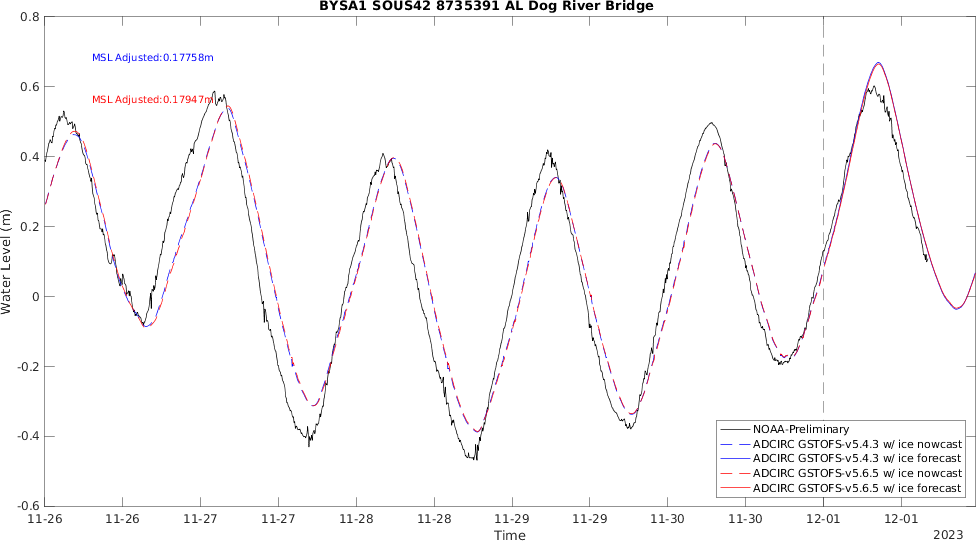 BYSA1 SOUS42 8735391 AL Dog River Bridge
0.8
MSL Adjusted:0.17758m
0.6
MSL Adjusted:0.17947m
0.4
0.2
Water Level (m)
0
-0.2
-0.4
NOAA-Preliminary
ADCIRC GSTOFS-v5.4.3 w/ ice nowcast
ADCIRC GSTOFS-v5.4.3 w/ ice forecast
ADCIRC GSTOFS-v5.6.5 w/ ice nowcast
ADCIRC GSTOFS-v5.6.5 w/ ice forecast
-0.6
11-26 11-26 11-27 11-27 11-28 11-28 11-29 11-29 11-30 11-30 12-01 12-01
Time
2023